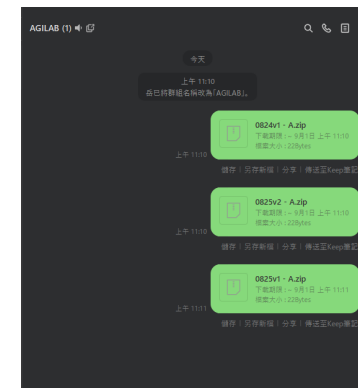 AGILAB (1)
今天
上午 11:10
岳已將群組名稱改為「AGILAB」。
0824v1 - A.zip
下載期限 : ~ 9月1日 上午 11:10
檔案大小 : 22Bytes
上午 11:10
儲存 | 另存新檔 | 分享 | 傳送至Keep筆記
0825v2 - A.zip
下載期限 : ~ 9月1日 上午 11:10
檔案大小 : 22Bytes
上午 11:10
儲存 | 另存新檔 | 分享 | 傳送至Keep筆記
0825v1 - A.zip
下載期限 : ~ 9月1日 上午 11:11
檔案大小 : 22Bytes
上午 11:11
儲存 | 另存新檔 | 分享 | 傳送至Keep筆記